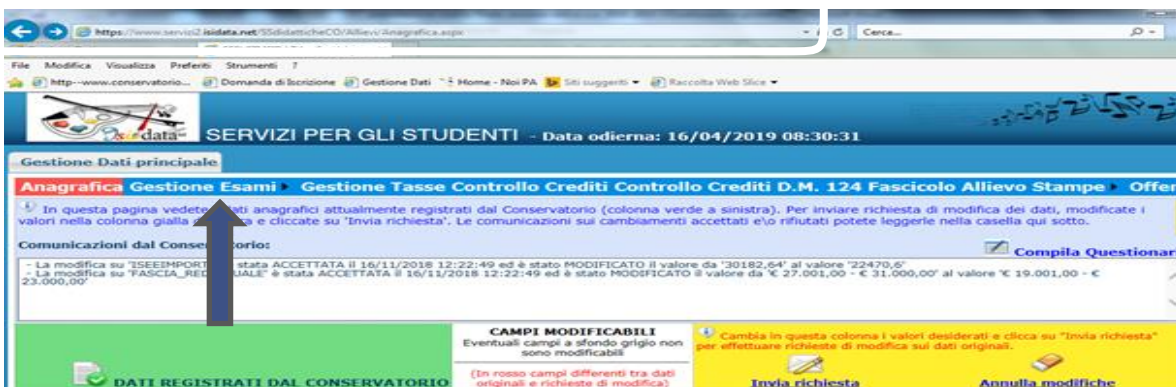 https://www.servizi2.isidata.net/SSdidatticheCO/Allievi/Anagrafica.aspx
Cerca...
File Modifica Visualizza Preferiti Strumenti ?
http--www.conservatorio... Domanda di Iscrizione Gestione Dati Home - Noi PA Siti suggeriti Raccolta Web Slice
Isidata SERVIZI PER GLI STUDENTI - Data odierna: 16/04/2019 08:30:31
Gestione Dati principale
Anagrafica Gestione Esami Gestione Tasse Controllo Crediti Controllo Crediti D.M. 124 Fascicolo Allievo Stampe Offer
In questa pagina vedete dati anagrafici attualmente registrati dal Conservatorio (colonna verde a sinistra). Per inviare richiesta di modifica dei dati, modificate i
valori nella colonna gialla e cliccate su 'Invia richiesta'. Le comunicazioni sui cambiamenti accettati e\o rifiutati potete leggerle nella casella qui sotto.
Comunicazioni dal Conservatorio:
Compila Questionar
- La modifica su 'ISEEIMPORT stata ACCETTATA il 16/11/2018 12:22:49 ed è stato MODIFICATO il valore da '30182,64' al valore '22470,6'
- La modifica su 'FASCIA_RED UALE' è stata ACCETTATA il 16/11/2018 12:22:49 ed è stato MODIFICATO il valore da '€ 27.001,00 - € 31.000,00' al valore '€ 19.001,00 - €
23.000,00'
CAMPI MODIFICABILI
Eventuali campi a sfondo grigio non
sono modificabili
(In rosso campi differenti tra dati
originali e richieste di modifica)
Cambia in questa colonna i valori desiderati e clicca su "Invia richiesta"
per effettuare richieste di modifica sui dati originali.
DATI REGISTRATI DAL CONSERVATORIO
Invia richiesta Annulla modifiche